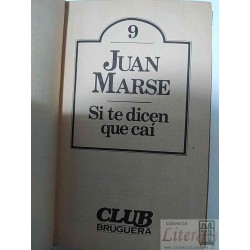 9
JUAN
MARSE
Si te dicen
que caí
CLUB
BRUGUERA